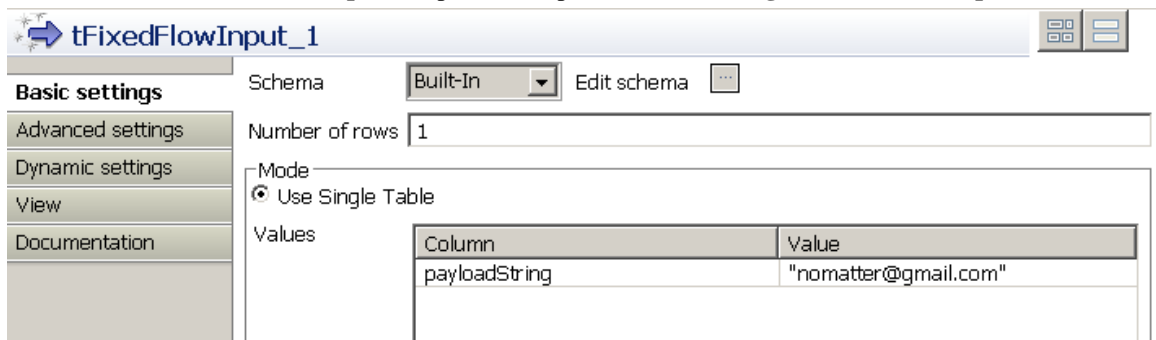 tFixedFlowInput_1
Basic settings
Advanced settings
Dynamic settings
View
Documentation
Schema Built-In Edit schema ...
Number of rows 1
Mode
Use Single Table
Values
Column Value
payloadString "nomatter@gmail.com"